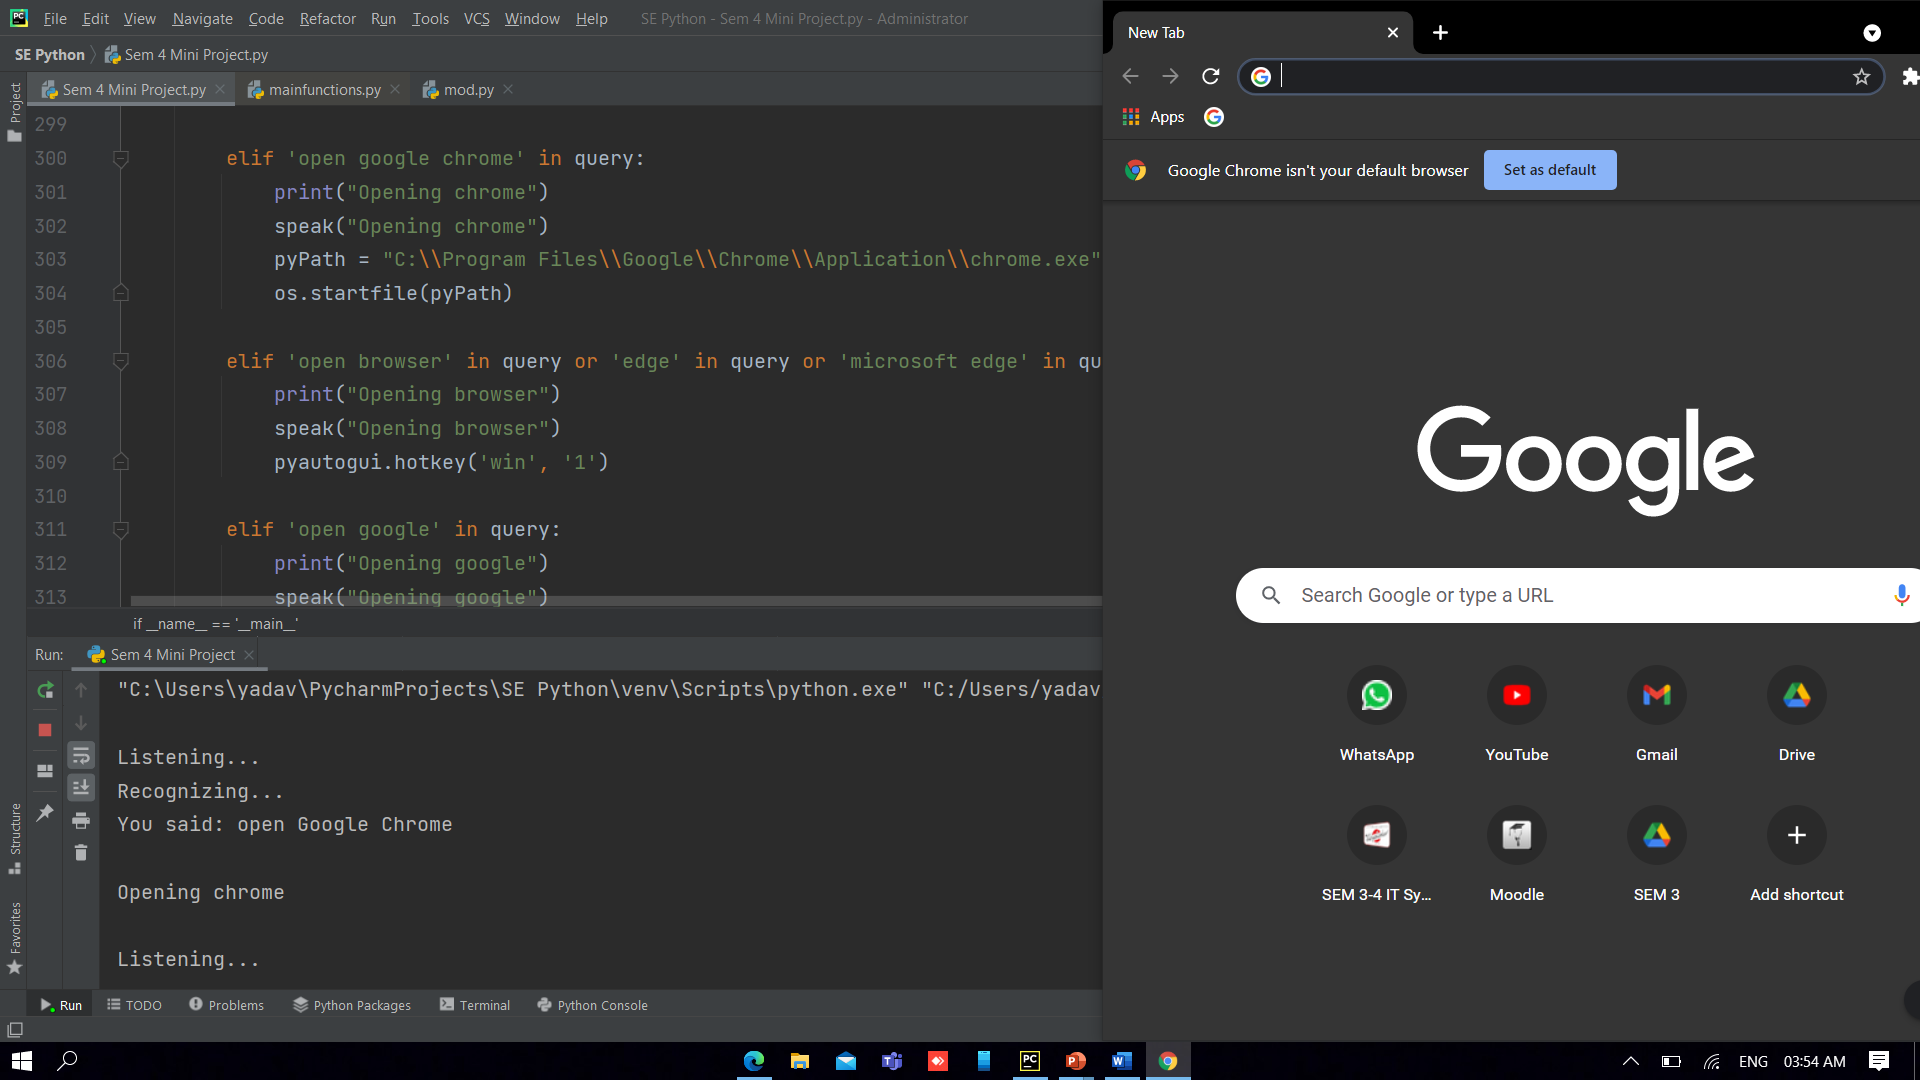 File Edit View Navigate Code Refactor Run Tools VCS Window Help SE Python - Sem 4 Mini Project.py - Administrator
SE Python Sem 4 Mini Project.py
Sem 4 Mini Project.py mainfunctions.py mod.py
Project
299
300 elif 'open google chrome' in query:
301 print("Opening chrome")
302 speak("Opening chrome")
303 pyPath = "C:\\Program Files\\Google\\Chrome\\Application\\chrome.exe"
304 os.startfile(pyPath)
305
306 elif 'open browser' in query or 'edge' in query or 'microsoft edge' in qu
307 print("Opening browser")
308 speak("Opening browser")
309 pyautogui.hotkey('win', '1')
310
311 elif 'open google' in query:
312 print("Opening google")
313 speak("Opening google")
if __name__ == '__main__'
Run: Sem 4 Mini Project
"C:\Users\yadav\PycharmProjects\SE Python\venv\Scripts\python.exe" "C:/Users/yadav
Listening...
Recognizing...
You said: open Google Chrome
Opening chrome
Listening...
Structure
Favorites
Run TODO Problems Python Packages Terminal Python Console
New Tab
Apps
Google Chrome isn't your default browser Set as default
Google
Search Google or type a URL
WhatsApp YouTube Gmail Drive
SEM 3-4 IT Sy... Moodle SEM 3 Add shortcut
ENG 03:54 AM